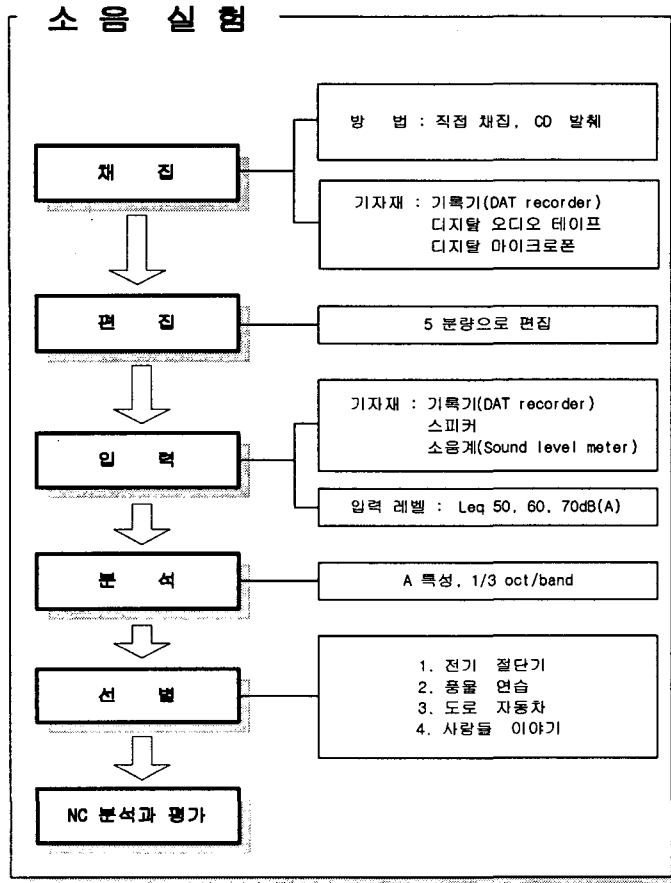 소 음 실 험
채 집
방 법 : 직접 채집, CD 발췌
기자재 : 기록기(DAT recorder)
디지탈 오디오 테이프
디지탈 마이크로폰
편 집
5 분량으로 편집
입 력
기자재 : 기록기(DAT recorder)
스피커
소음계(Sound level meter)
입력 레벨 : Leq 50, 60, 70dB(A)
분 석
A 특성, 1/3 oct/band
선 별
1. 전기 절단기
2. 풍물 연습
3. 도로 자동차
4. 사람들 이야기
NC 분석과 평가